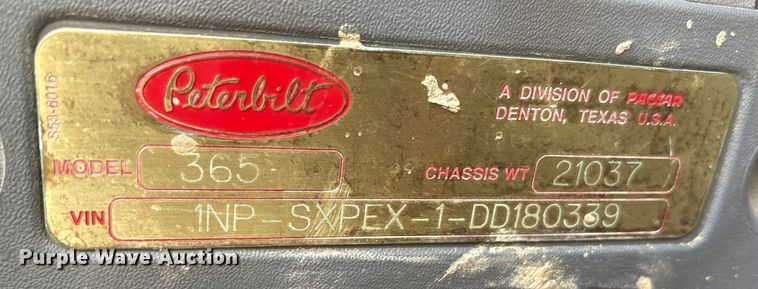 Peterbilt
A DIVISION OF PACCAR
DENTON, TEXAS U.S.A.
S53-6016
MODEL 365 CHASSIS WT 21037
VIN 1NP-SXPEX-1-DD180339
Purple Wave Auction